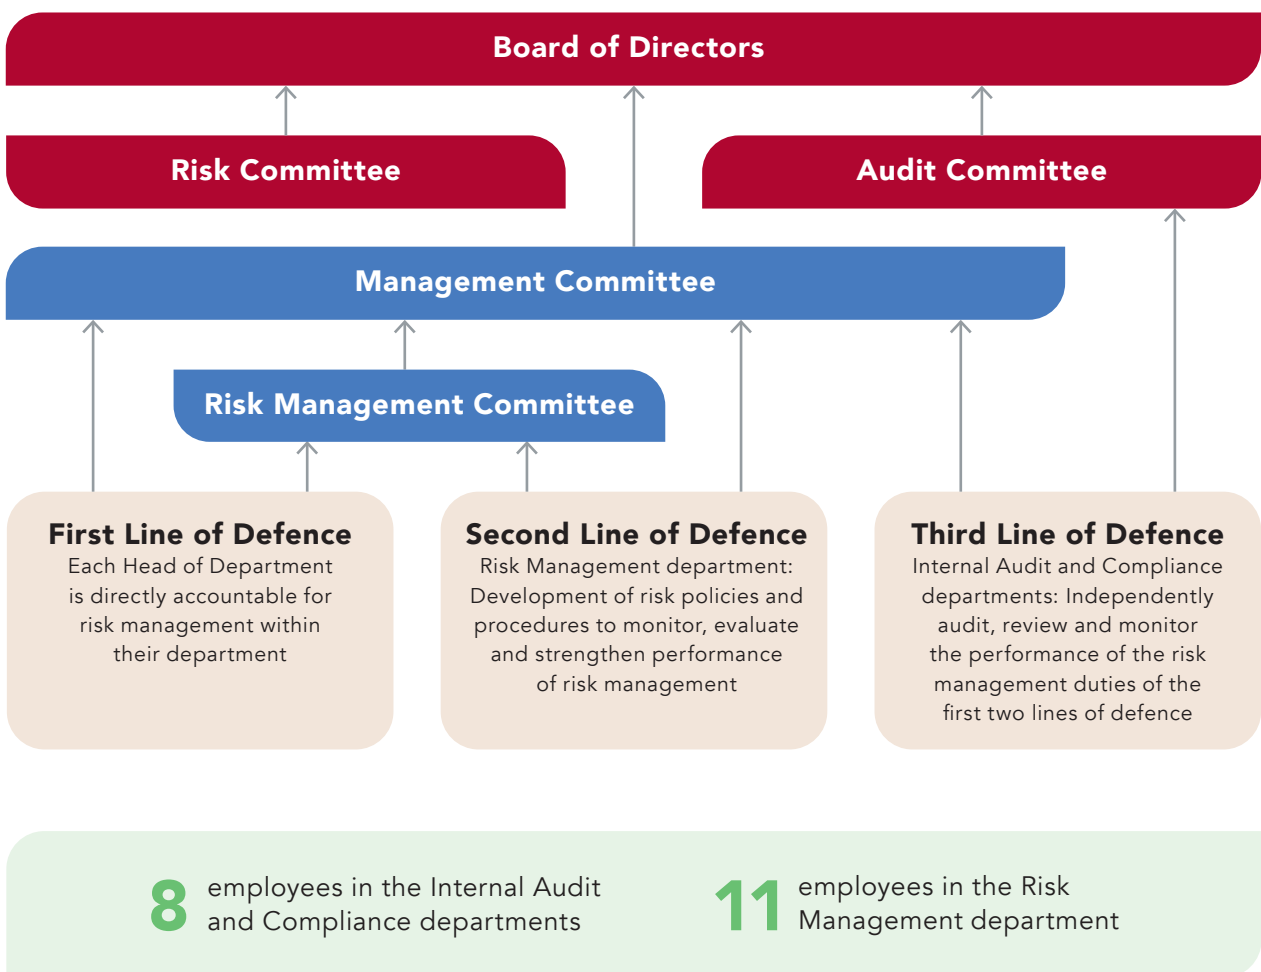 Board of Directors
Risk Committee
Audit Committee
Management Committee
Risk Management Committee
First Line of Defence
Each Head of Department
is directly accountable for
risk management within
their department
Second Line of Defence
Risk Management department:
Development of risk policies and
procedures to monitor, evaluate
and strengthen performance
of risk management
Third Line of Defence
Internal Audit and Compliance
departments: Independently
audit, review and monitor
the performance of the risk
management duties of the
first two lines of defence
8
employees in the Internal Audit
and Compliance departments
11
employees in the Risk
Management department